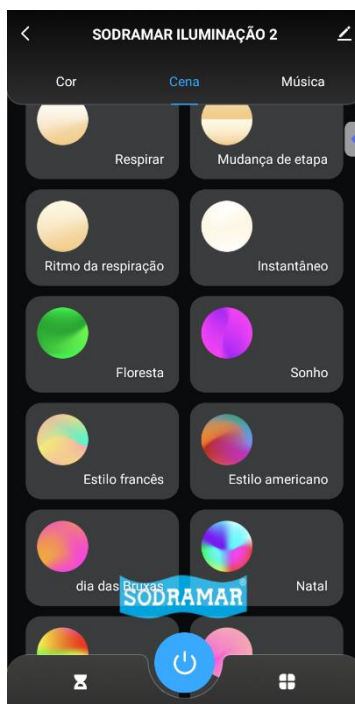 SODRAMAR ILUMINAÇÃO 2
Cor Cena Música
Respirar Mudança de etapa
Ritmo da respiração Instantâneo
Floresta Sonho
Estilo francês Estilo americano
dia das Bruxas Natal
SODRAMAR